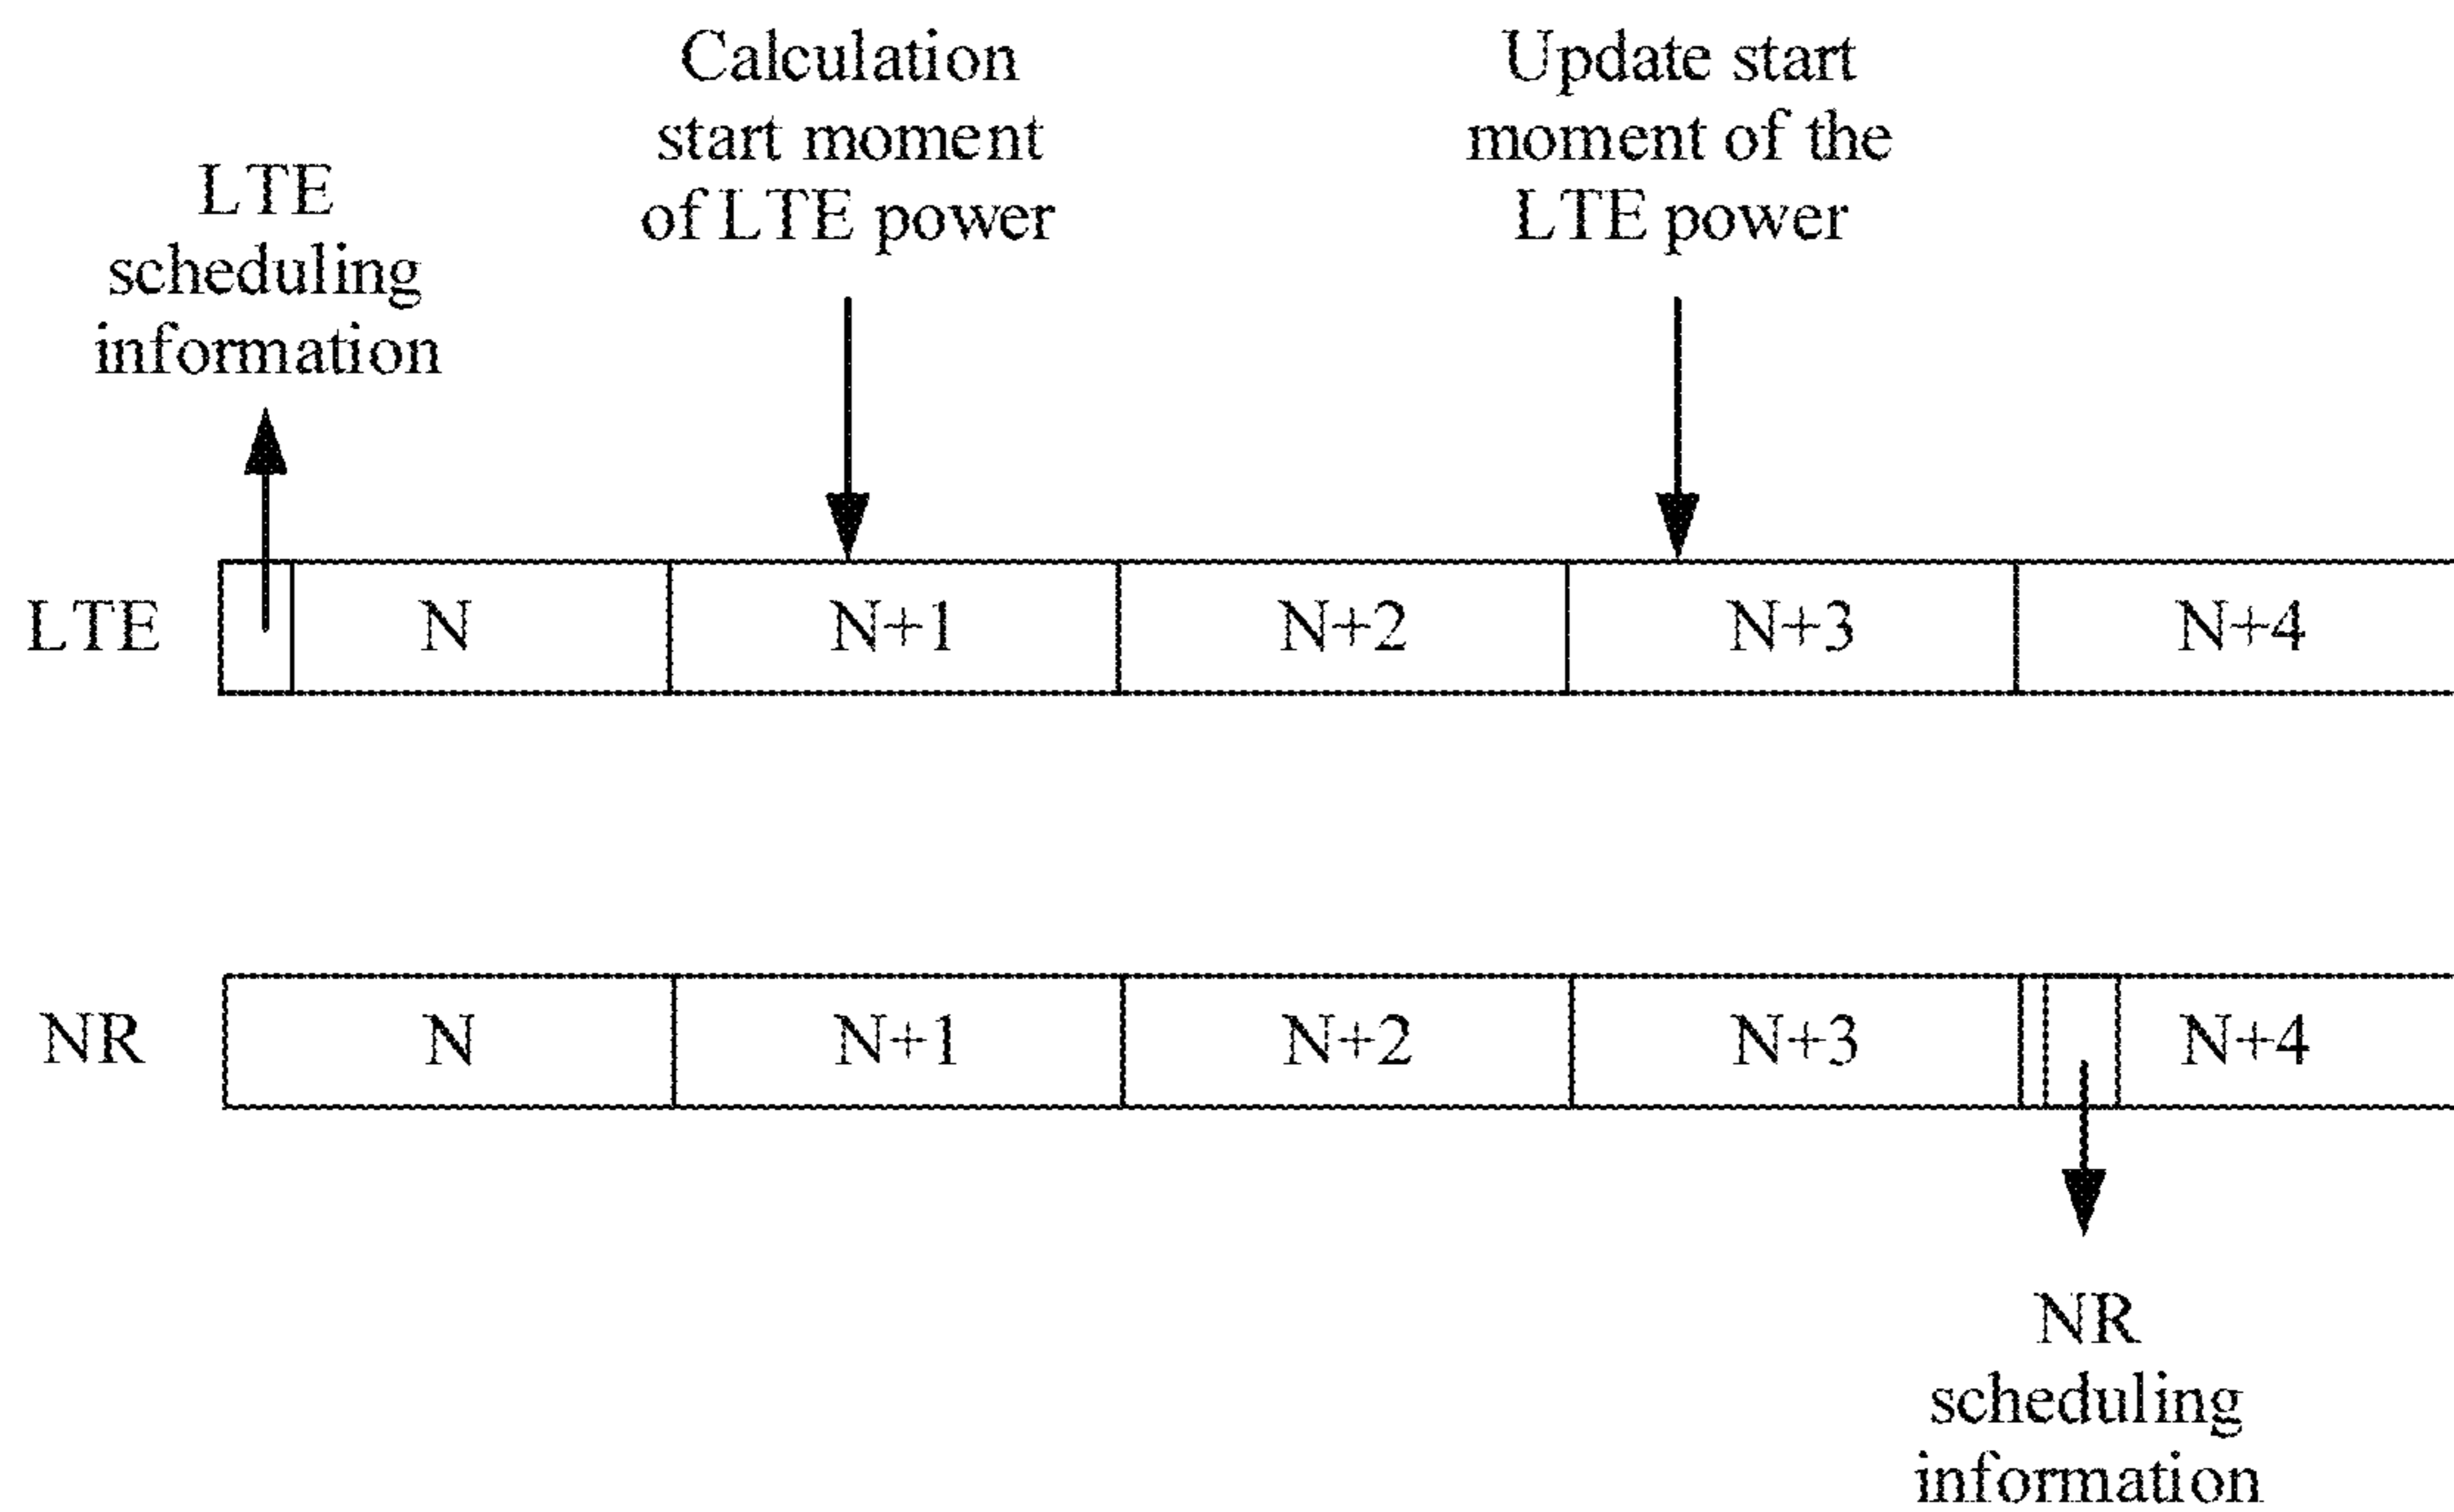 Calculation
start moment
of LTE power
Update start
moment of the
LTE power
LTE
scheduling
information
LTE
N
N+1
N+2
N+3
N+4
NR
N
N+1
N+2
N+3
N+4
NR
scheduling
information